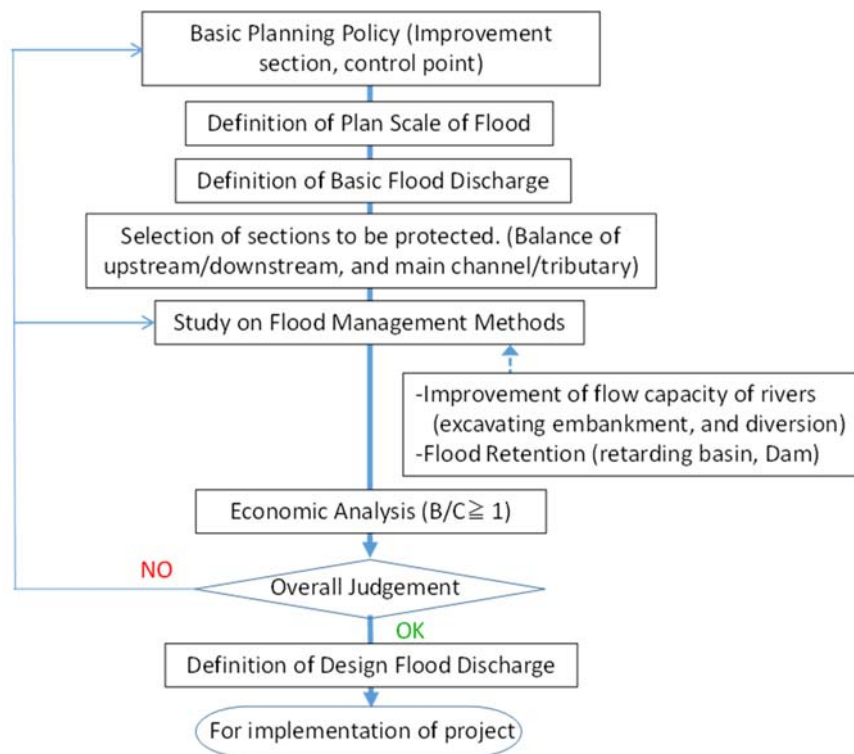 Basic Planning Policy (Improvement
section, control point)
Definition of Plan Scale of Flood
Definition of Basic Flood Discharge
Selection of sections to be protected. (Balance of
upstream/downstream, and main channel/tributary)
Study on Flood Management Methods
-Improvement of flow capacity of rivers
(excavating embankment, and diversion)
-Flood Retention (retarding basin, Dam)
Economic Analysis (B/C≧ 1)
NO
Overall Judgement
OK
Definition of Design Flood Discharge
For implementation of project